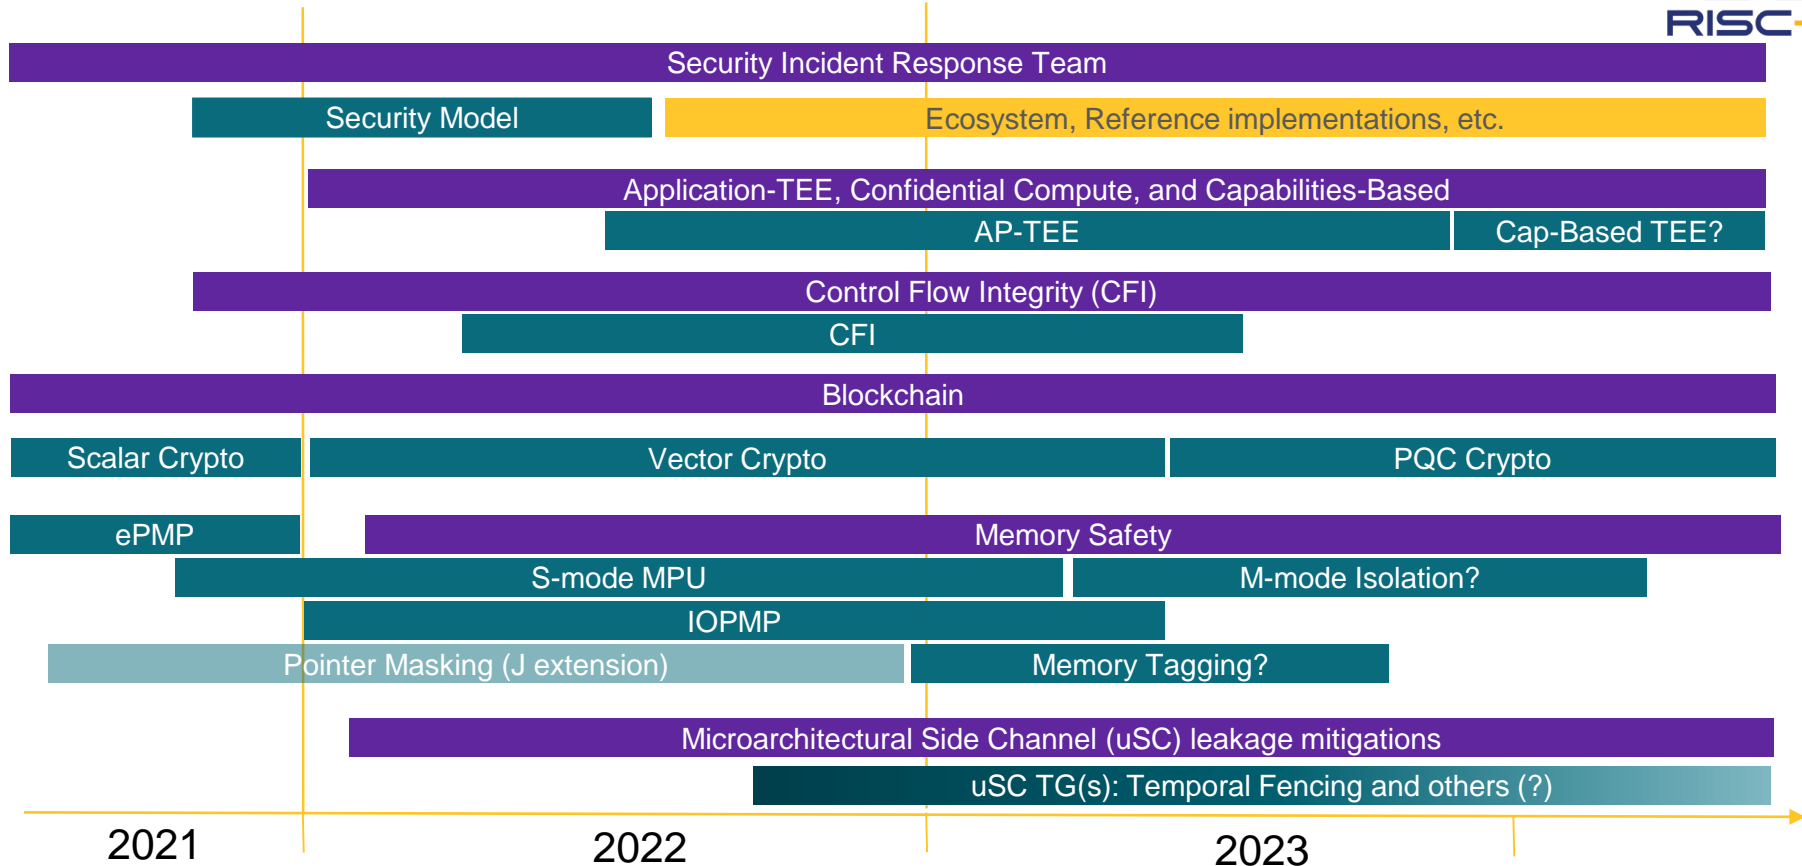 RISC-
Security Incident Response Team
Security Model
Ecosystem, Reference implementations, etc.
Application-TEE, Confidential Compute, and Capabilities-Based
AP-TEE
Cap-Based TEE?
Control Flow Integrity (CFI)
CFI
Blockchain
Scalar Crypto
Vector Crypto
PQC Crypto
ePMP
Memory Safety
S-mode MPU
M-mode Isolation?
IOPMP
Pointer Masking (J extension)
Memory Tagging?
Microarchitectural Side Channel (uSC) leakage mitigations
uSC TG(s): Temporal Fencing and others (?)
2021
2022
2023